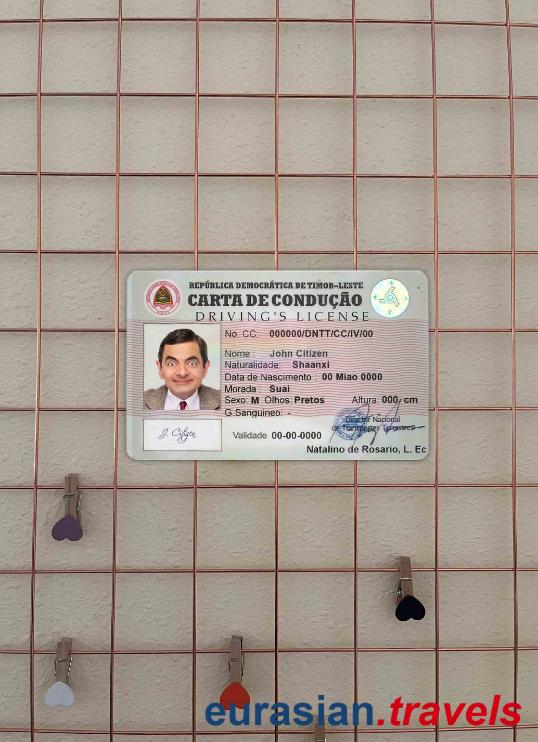 REPÚBLICA DEMOCRÁTICA DE TIMOR-LESTE
CARTA DE CONDUÇÃO
DRIVING'S LICENSE
No. CC: 000000/DNTT/CC/IV/00
Nome : John Citizen
Naturalidade: Shaanxi
Data de Nascimento : 00 Miao 0000
Morada : Suai
Sexo: M Olhos: Pretos Altura: 000, cm
G.Sanguineo: -
Director Nacional
de Transportes
J. Citizen
Validade 00-00-0000
Natalino de Rosario, L. Ec
eurasian.travels